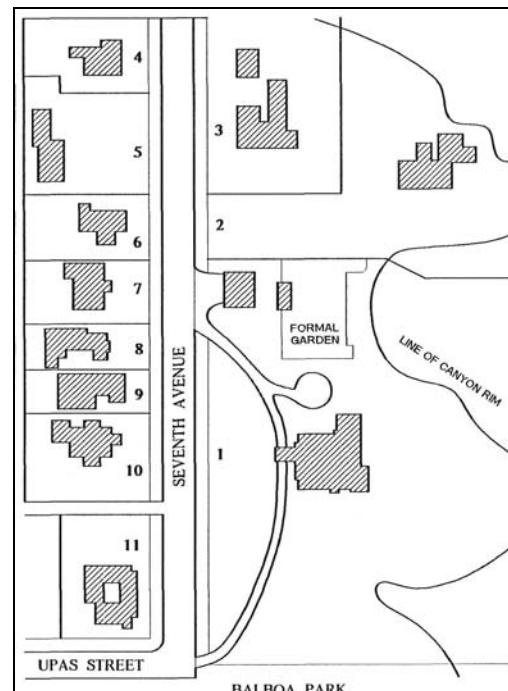 4
3
5
2
6
7
FORMAL
GARDEN
8
LINE OF CANYON RIM
9
SEVENTH AVENUE
1
10
11
UPAS STREET
BALBOA PARK